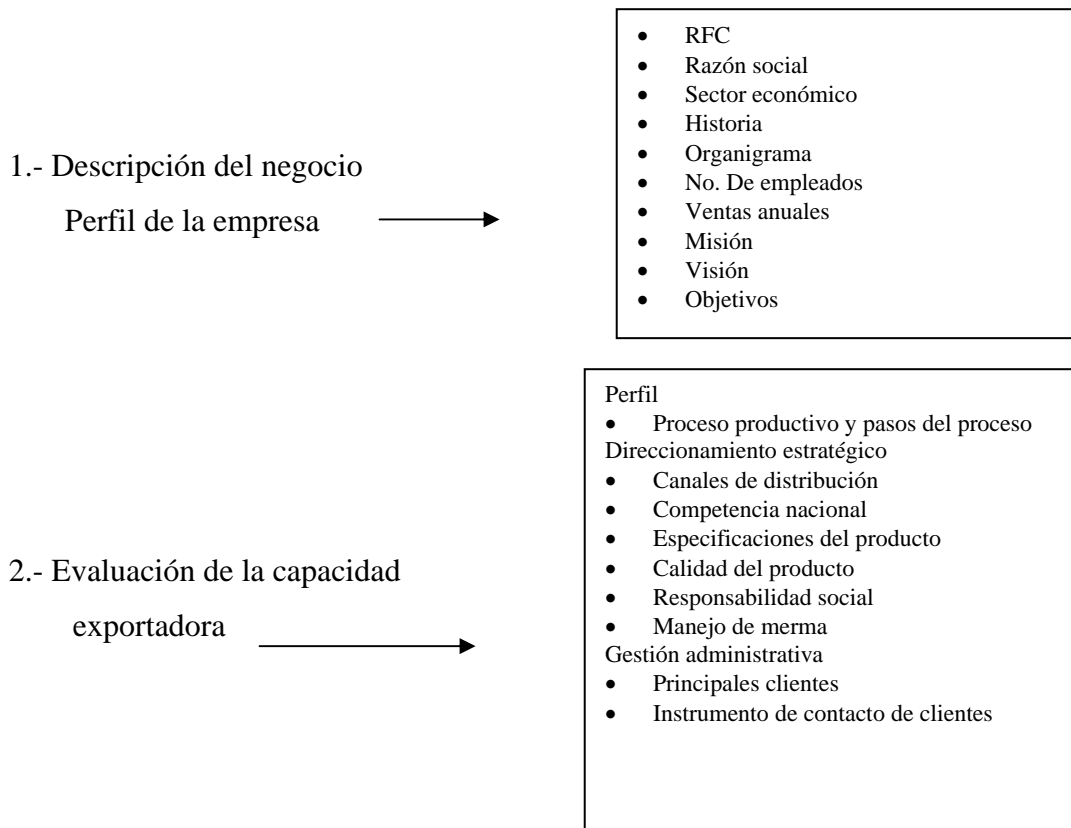 1.- Descripción del negocio
Perfil de la empresa
• RFC
• Razón social
• Sector económico
• Historia
• Organigrama
• No. De empleados
• Ventas anuales
• Misión
• Visión
• Objetivos
2.- Evaluación de la capacidad
exportadora
Perfil
• Proceso productivo y pasos del proceso
Direccionamiento estratégico
• Canales de distribución
• Competencia nacional
• Especificaciones del producto
• Calidad del producto
• Responsabilidad social
• Manejo de merma
Gestión administrativa
• Principales clientes
• Instrumento de contacto de clientes